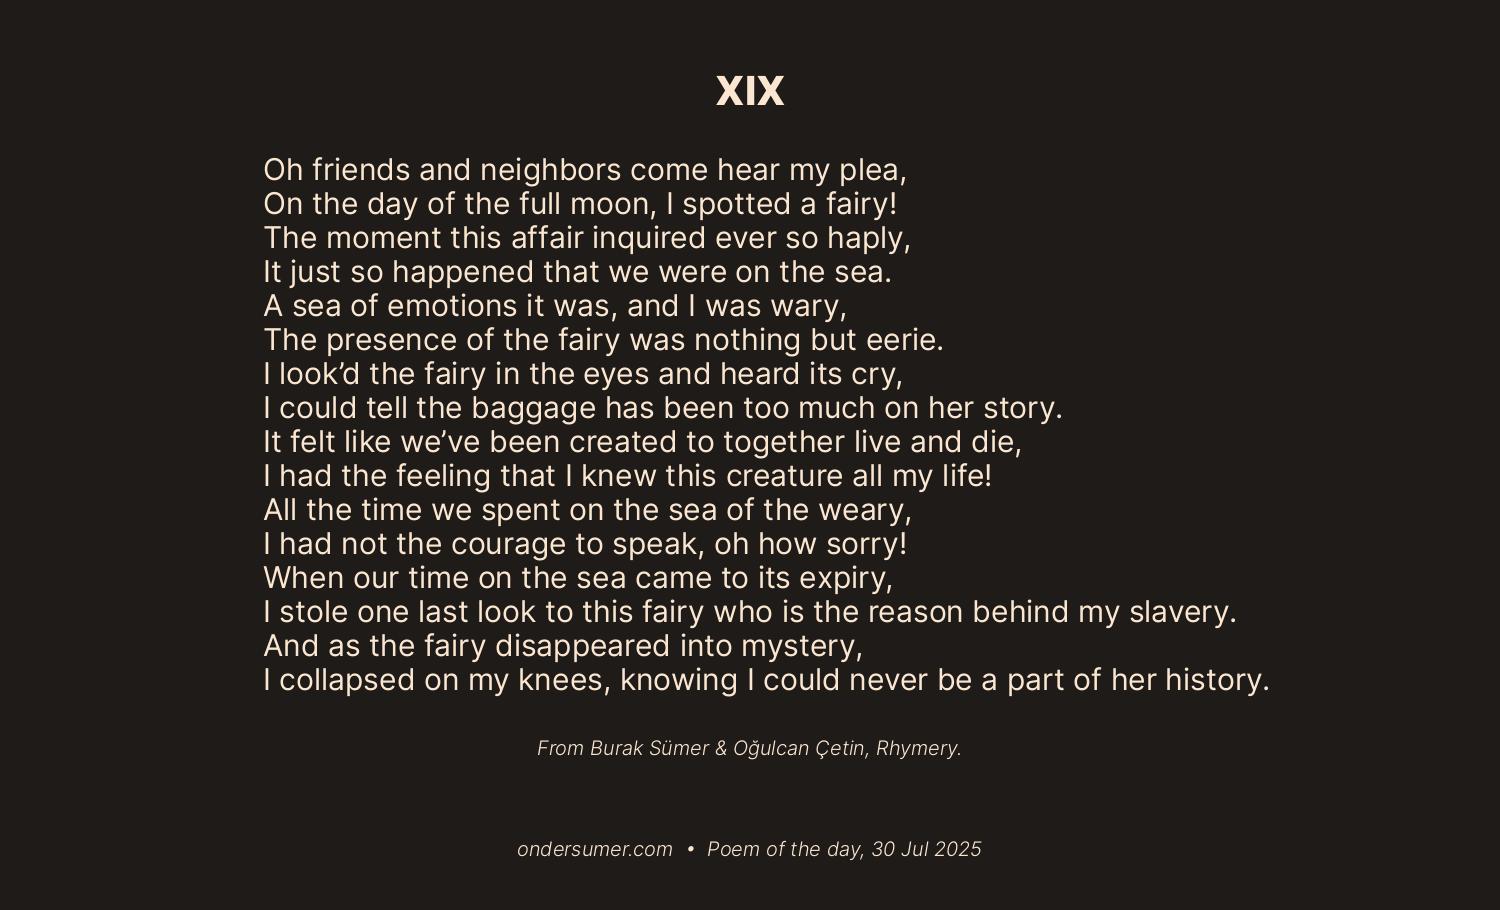 XIX
Oh friends and neighbors come hear my plea,
On the day of the full moon, I spotted a fairy!
The moment this affair inquired ever so haply,
It just so happened that we were on the sea.
A sea of emotions it was, and I was wary,
The presence of the fairy was nothing but eerie.
I look’d the fairy in the eyes and heard its cry,
I could tell the baggage has been too much on her story.
It felt like we’ve been created to together live and die,
I had the feeling that I knew this creature all my life!
All the time we spent on the sea of the weary,
I had not the courage to speak, oh how sorry!
When our time on the sea came to its expiry,
I stole one last look to this fairy who is the reason behind my slavery.
And as the fairy disappeared into mystery,
I collapsed on my knees, knowing I could never be a part of her history.
From Burak Sümer & Oğulcan Çetin, Rhymery.
ondersumer.com • Poem of the day, 30 Jul 2025